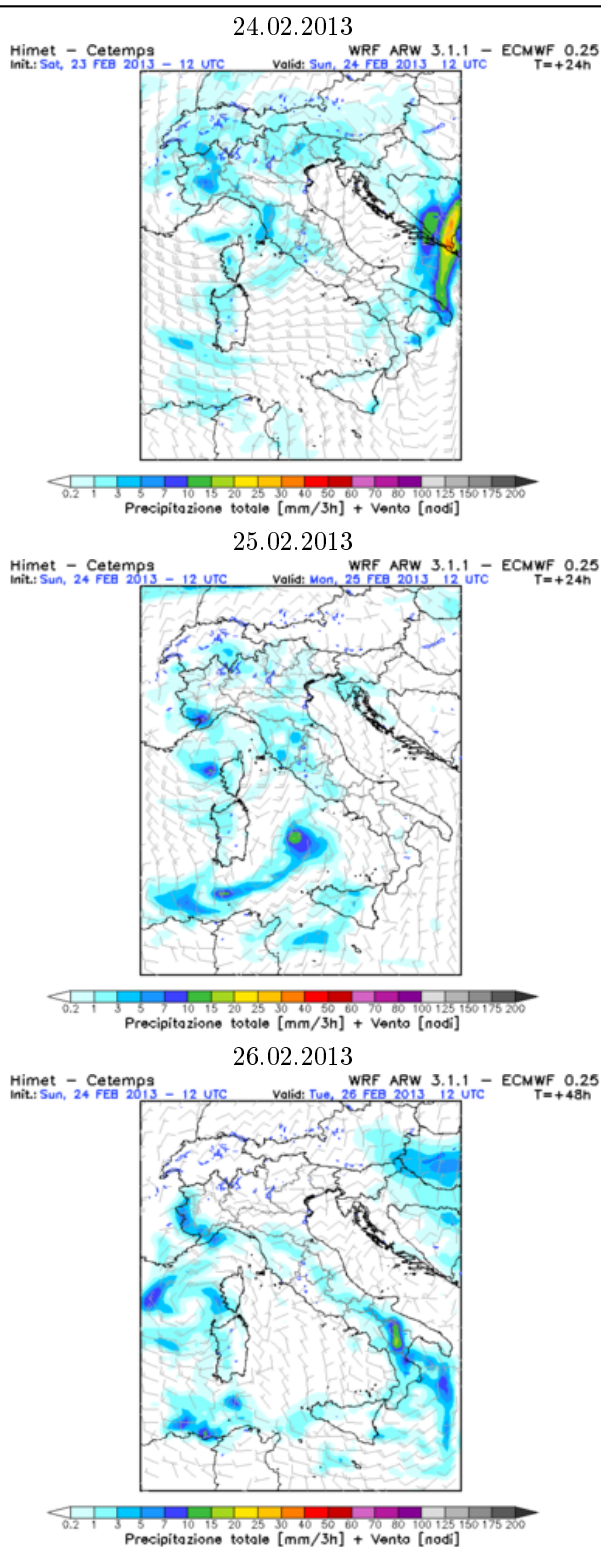 24.02.2013
Himet – Cetemps WRF ARW 3.1.1 – ECMWF 0.25
Init.: Sat, 23 FEB 2013 – 12 UTC Valid: Sun, 24 FEB 2013 12 UTC T=+24h
0.2 1 3 5 7 10 15 20 25 30 40 50 60 70 80 100 125 150 175 200
Precipitazione totale [mm/3h] + Vento [nodi]
25.02.2013
Himet – Cetemps WRF ARW 3.1.1 – ECMWF 0.25
Init.: Sun, 24 FEB 2013 – 12 UTC Valid: Mon, 25 FEB 2013 12 UTC T=+24h
0.2 1 3 5 7 10 15 20 25 30 40 50 60 70 80 100 125 150 175 200
Precipitazione totale [mm/3h] + Vento [nodi]
26.02.2013
Himet – Cetemps WRF ARW 3.1.1 – ECMWF 0.25
Init.: Sun, 24 FEB 2013 – 12 UTC Valid: Tue, 26 FEB 2013 12 UTC T=+48h
0.2 1 3 5 7 10 15 20 25 30 40 50 60 70 80 100 125 150 175 200
Precipitazione totale [mm/3h] + Vento [nodi]